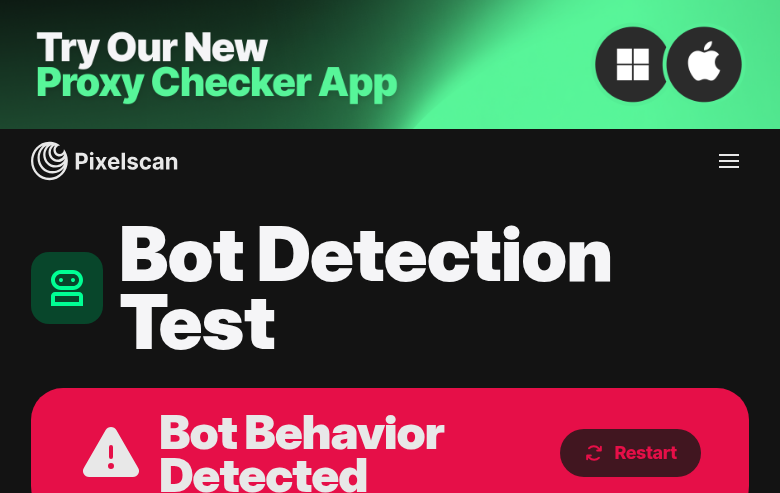 Try Our New
Proxy Checker App
Pixelscan
Bot Detection
Test
Bot Behavior
Detected
Restart